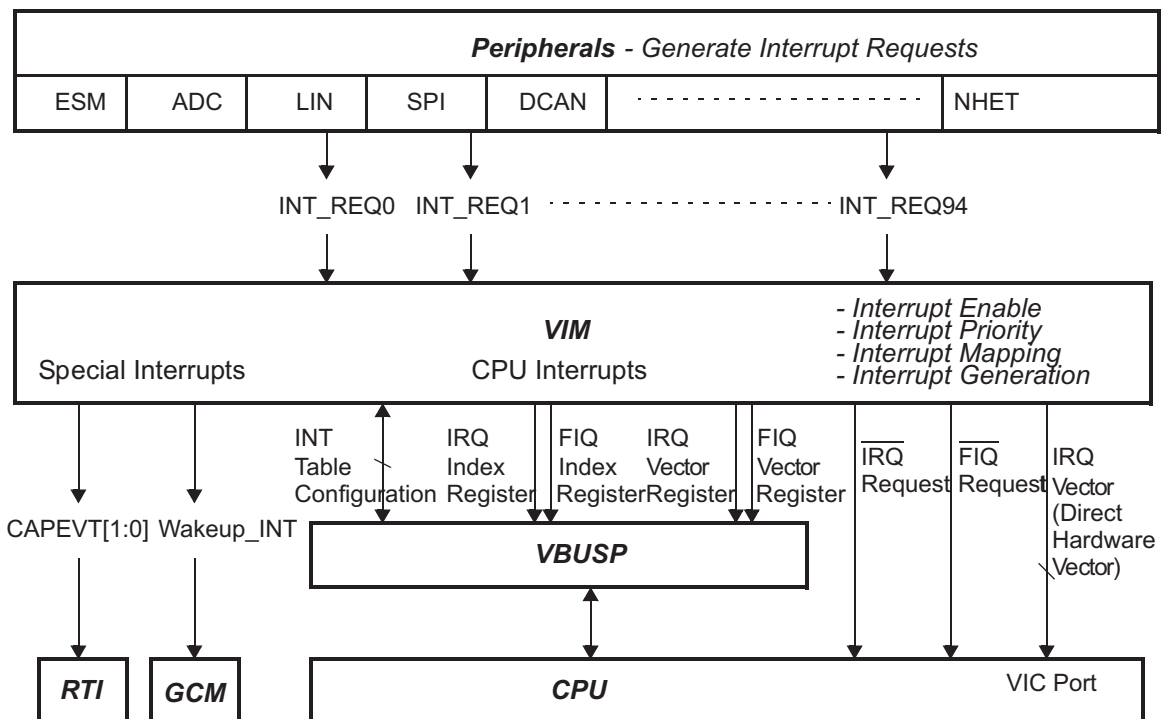 Peripherals - Generate Interrupt Requests
ESM ADC LIN SPI DCAN NHET
INT_REQ0 INT_REQ1 INT_REQ94
VIM
- Interrupt Enable
- Interrupt Priority
- Interrupt Mapping
- Interrupt Generation
Special Interrupts
CPU Interrupts
INT
Table
Configuration
IRQ
Index
Register
FIQ
Index
Register
IRQ
Vector
Register
FIQ
Vector
Register
IRQ
Request
FIQ
Request
IRQ
Vector
(Direct
Hardware
Vector)
CAPEVT[1:0] Wakeup_INT
VBUSP
RTI
GCM
CPU
VIC Port